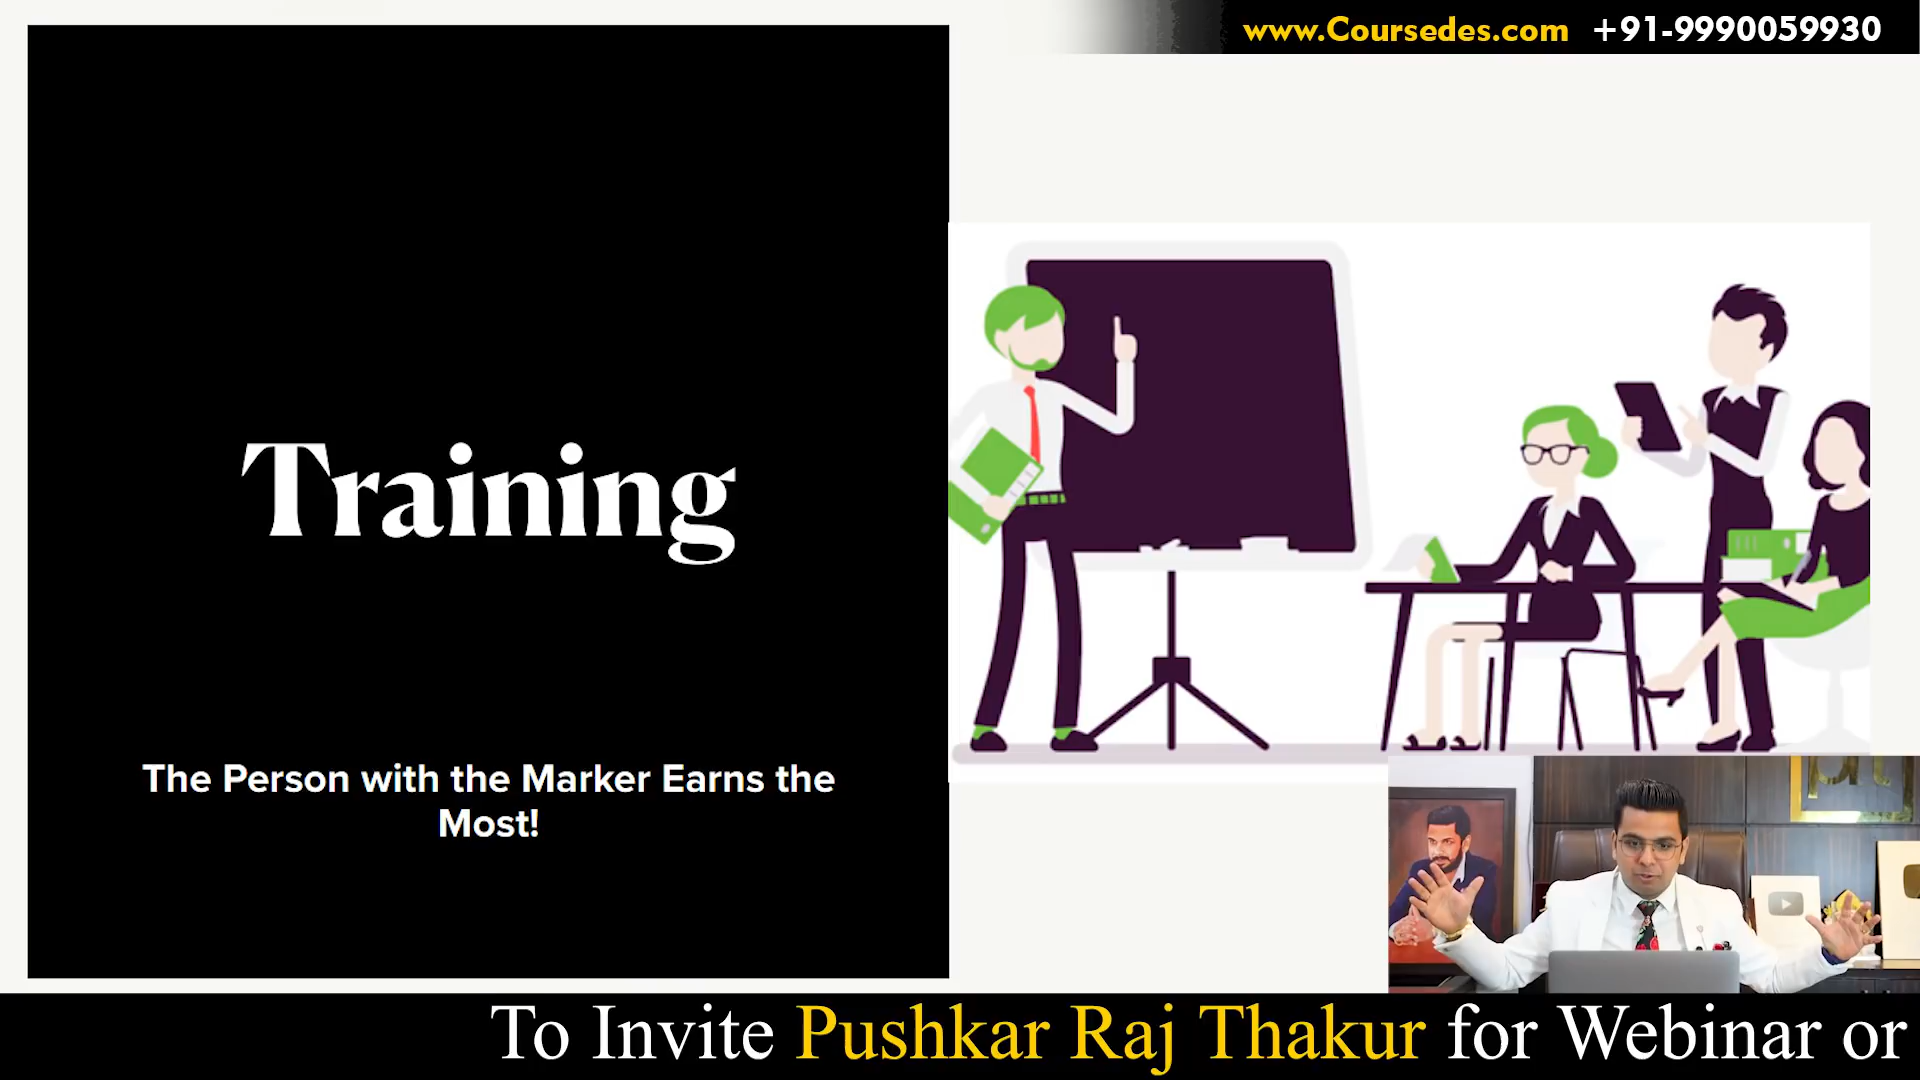 www.Coursedes.com +91-9990059930
Training
The Person with the Marker Earns the
Most!
To Invite Pushkar Raj Thakur for Webinar or